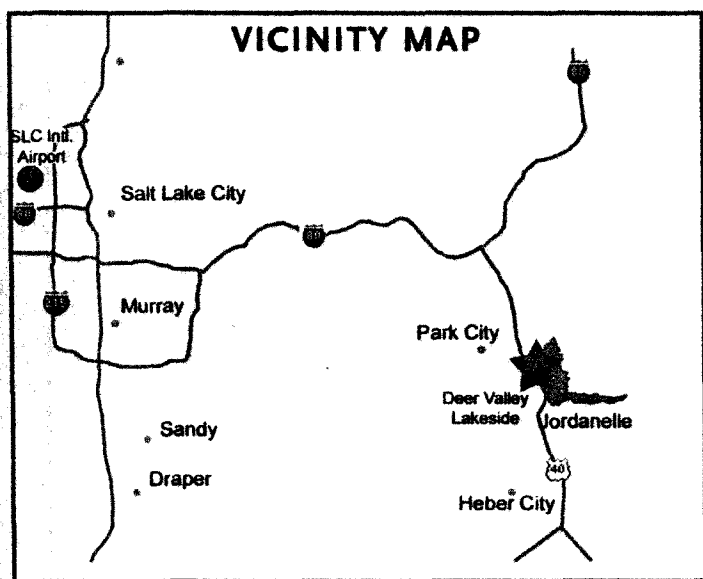 VICINITY MAP
SLC Intl.
Airport
Salt Lake City
80
Murray
Park City
Deer Valley
Lakeside
Jordanelle
Sandy
Draper
40
Heber City